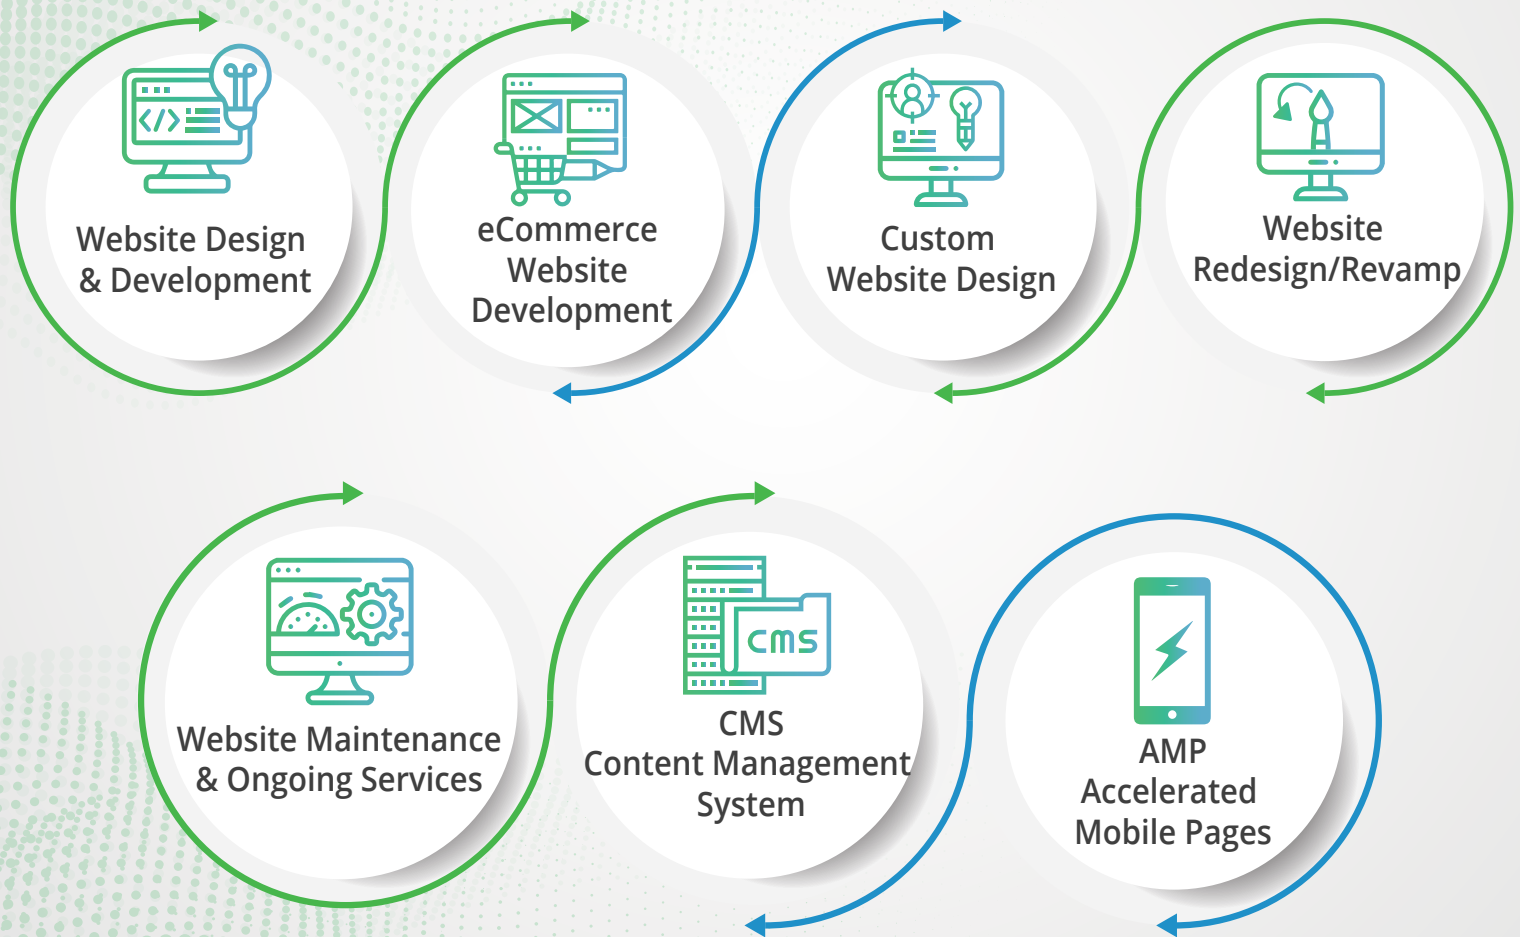 Website Design
& Development
eCommerce
Website
Development
Custom
Website Design
Website
Redesign/Revamp
Website Maintenance
& Ongoing Services
cms
CMS
Content Management
System
AMP
Accelerated
Mobile Pages